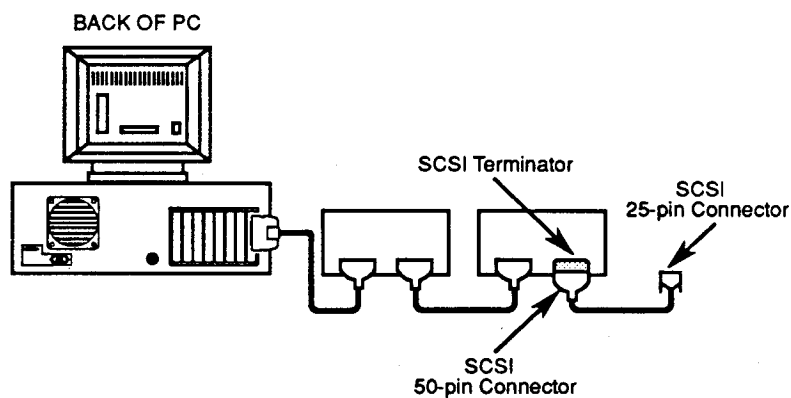 BACK OF PC
SCSI Terminator
SCSI
25-pin Connector
SCSI
50-pin Connector